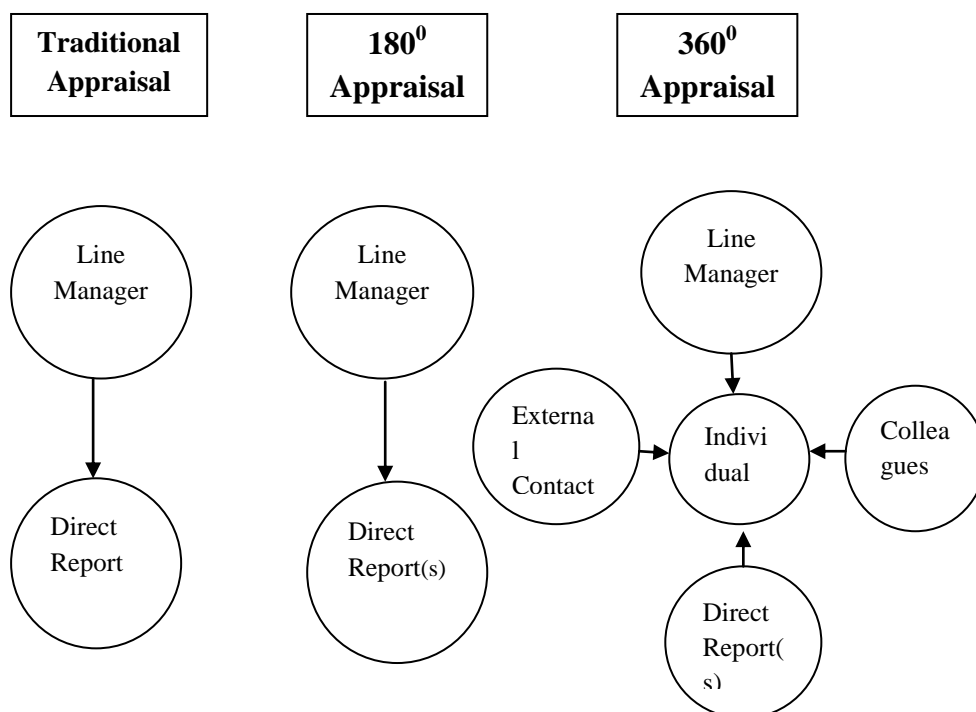 Traditional
Appraisal
180⁰
Appraisal
360⁰
Appraisal
Line
Manager
Direct
Report
Line
Manager
Direct
Report(s)
Line
Manager
Externa
l
Contact
Indivi
dual
Collea
gues
Direct
Report(
s)